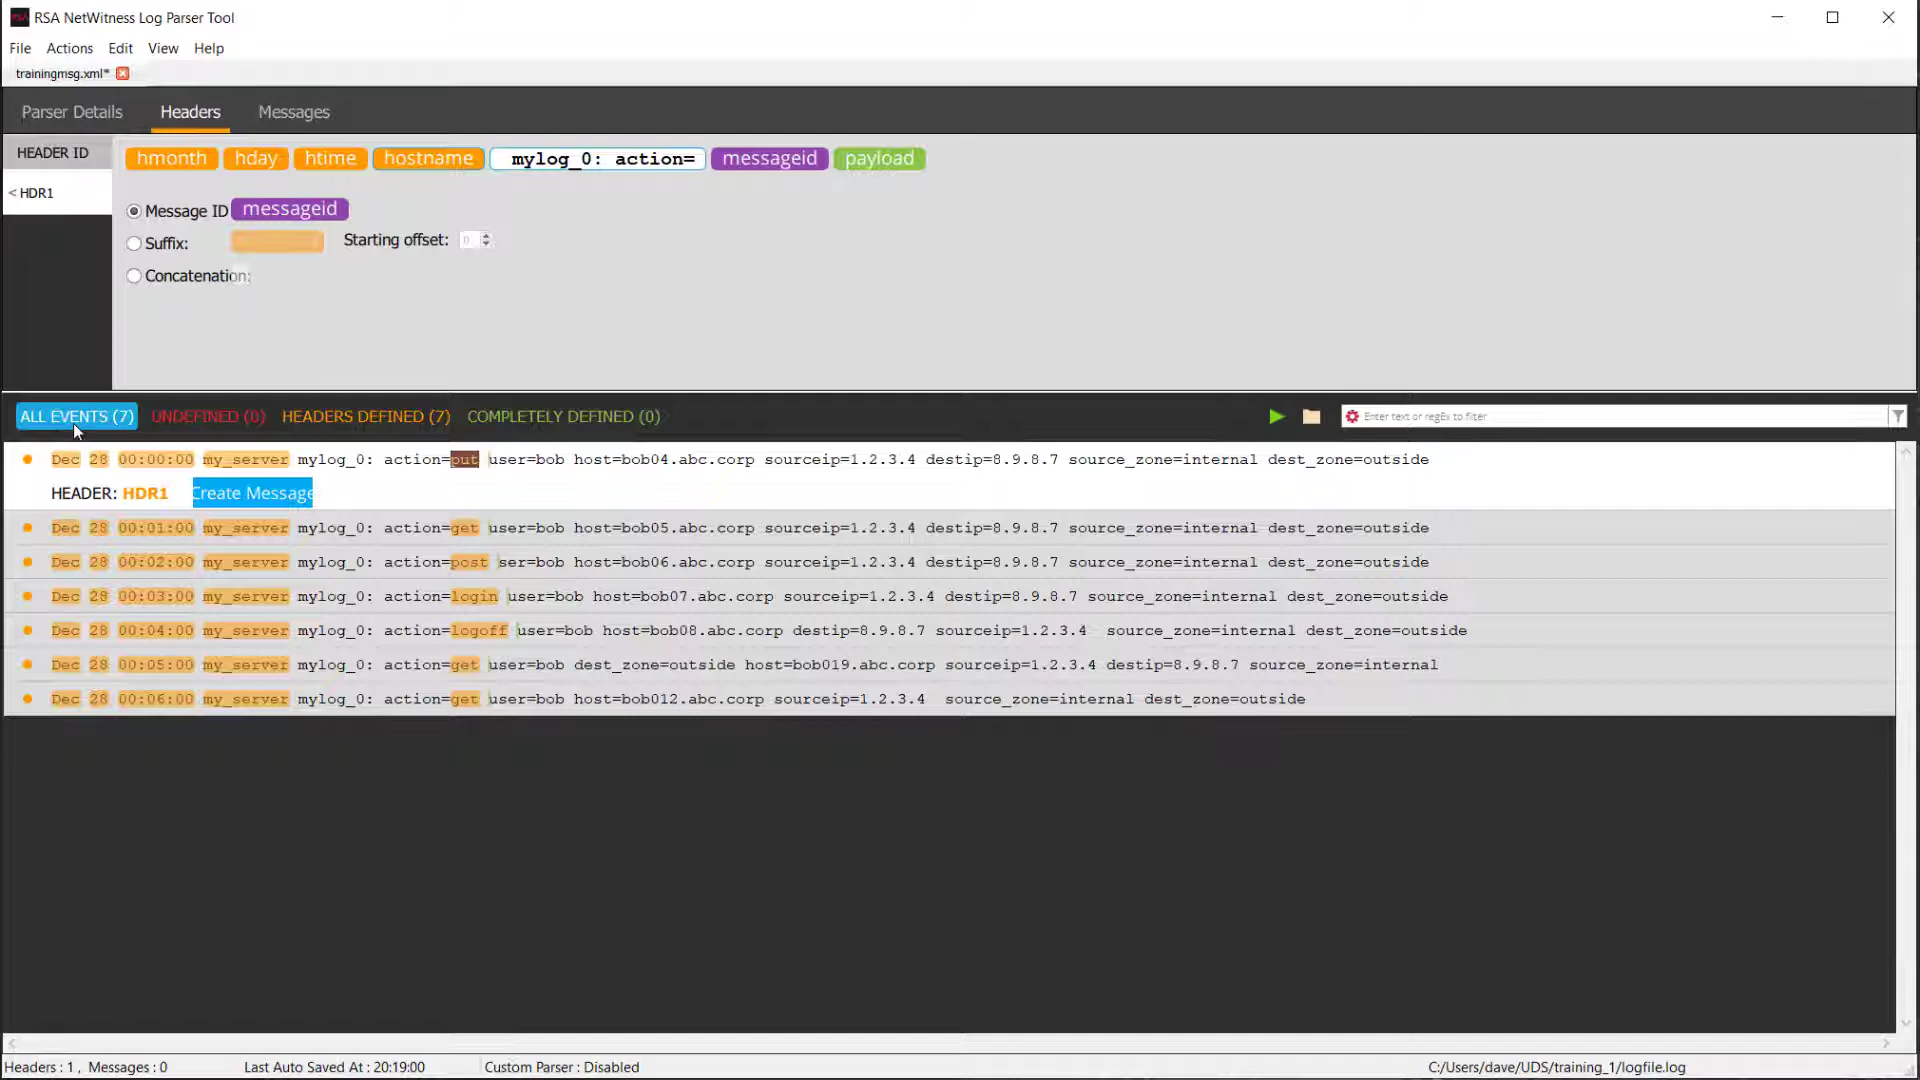 RSA NetWitness Log Parser Tool
File Actions Edit View Help
trainingmsg.xml*
Parser Details Headers Messages
HEADER ID
hmonth hday htime hostname mylog_0: action= messageid payload
< HDR1
Message ID messageid
Suffix: Starting offset: 0
Concatenation:
ALL EVENTS (7) UNDEFINED (0) HEADERS DEFINED (7) COMPLETELY DEFINED (0) Enter text or regEx to filter
Dec 28 00:00:00 my_server mylog_0: action=put user=bob host=bob04.abc.corp sourceip=1.2.3.4 destip=8.9.8.7 source_zone=internal dest_zone=outside
HEADER: HDR1 Create Message
Dec 28 00:01:00 my_server mylog_0: action=get user=bob host=bob05.abc.corp sourceip=1.2.3.4 destip=8.9.8.7 source_zone=internal dest_zone=outside
Dec 28 00:02:00 my_server mylog_0: action=post ser=bob host=bob06.abc.corp sourceip=1.2.3.4 destip=8.9.8.7 source_zone=internal dest_zone=outside
Dec 28 00:03:00 my_server mylog_0: action=login user=bob host=bob07.abc.corp sourceip=1.2.3.4 destip=8.9.8.7 source_zone=internal dest_zone=outside
Dec 28 00:04:00 my_server mylog_0: action=logoff user=bob host=bob08.abc.corp destip=8.9.8.7 sourceip=1.2.3.4 source_zone=internal dest_zone=outside
Dec 28 00:05:00 my_server mylog_0: action=get user=bob dest_zone=outside host=bob019.abc.corp sourceip=1.2.3.4 destip=8.9.8.7 source_zone=internal
Dec 28 00:06:00 my_server mylog_0: action=get user=bob host=bob012.abc.corp sourceip=1.2.3.4 source_zone=internal dest_zone=outside
Headers : 1 , Messages : 0 Last Auto Saved At : 20:19:00 Custom Parser : Disabled C:/Users/dave/UDS/training_1/logfile.log